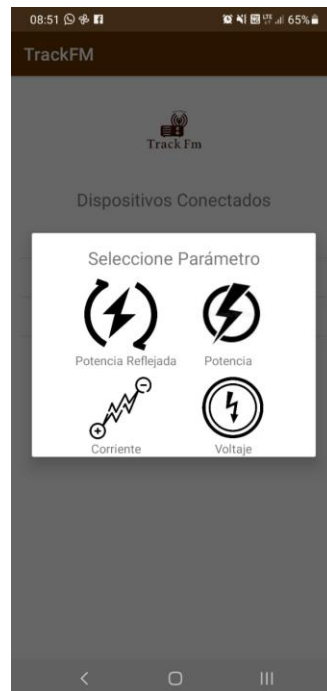 08:51 65%
TrackFM
Track Fm
Dispositivos Conectados
Seleccione Parámetro
Potencia Reflejada Potencia
Corriente Voltaje